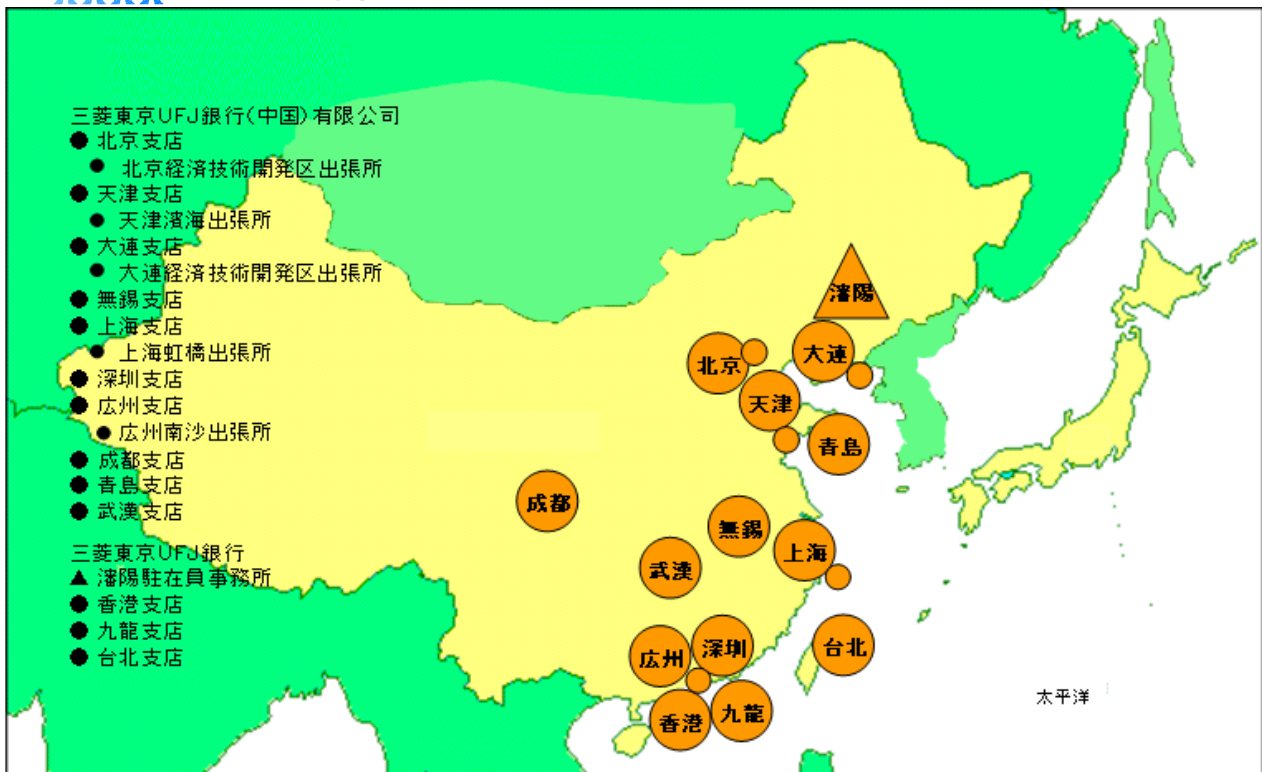 三菱東京UFJ銀行(中国)有限公司
● 北京支店
● 北京経済技術開発区出張所
● 天津支店
● 天津濱海出張所
● 大連支店
● 大連経済技術開発区出張所
● 無錫支店
● 上海支店
● 上海虹橋出張所
● 深圳支店
● 広州支店
● 広州南沙出張所
● 成都支店
● 青島支店
● 武漢支店
三菱東京UFJ銀行
▲ 瀋陽駐在員事務所
● 香港支店
● 九龍支店
● 台北支店
瀋陽
大連
北京
天津
青島
成都
無錫
上海
武漢
深圳
広州
台北
香港
九龍
太平洋